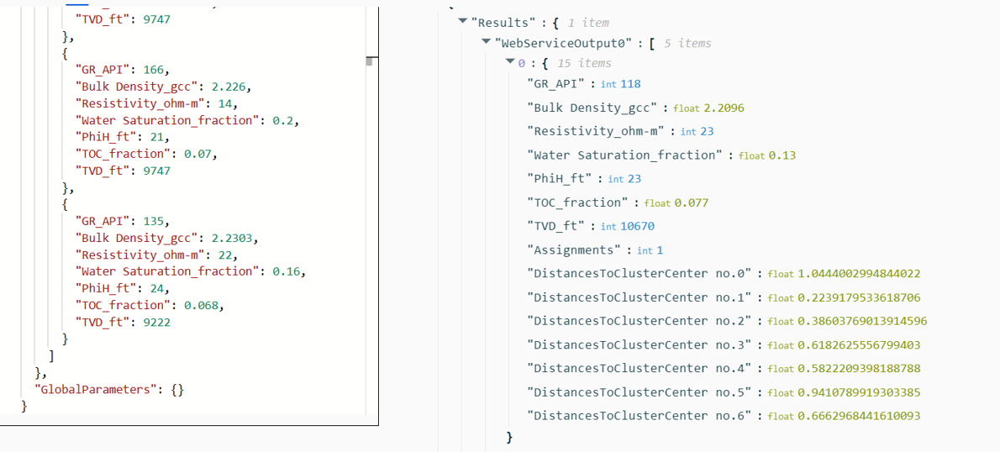 "TVD_ft": 9747
},
{
"GR_API": 166,
"Bulk Density_gcc": 2.226,
"Resistivity_ohm-m": 14,
"Water Saturation_fraction": 0.2,
"PhiH_ft": 21,
"TOC_fraction": 0.07,
"TVD_ft": 9747
},
{
"GR_API": 135,
"Bulk Density_gcc": 2.2303,
"Resistivity_ohm-m": 22,
"Water Saturation_fraction": 0.16,
"PhiH_ft": 24,
"TOC_fraction": 0.068,
"TVD_ft": 9222
}
]
},
"GlobalParameters": {}
}
"Results" : { 1 item
"WebServiceOutput0" : [ 5 items
0 : { 15 items
"GR_API" : int 118
"Bulk Density_gcc" : float 2.2096
"Resistivity_ohm-m" : int 23
"Water Saturation_fraction" : float 0.13
"PhiH_ft" : int 23
"TOC_fraction" : float 0.077
"TVD_ft" : int 10670
"Assignments" : int 1
"DistancesToClusterCenter no.0" : float 1.0444002994844022
"DistancesToClusterCenter no.1" : float 0.2239179533618706
"DistancesToClusterCenter no.2" : float 0.38603769013914596
"DistancesToClusterCenter no.3" : float 0.6182625556799403
"DistancesToClusterCenter no.4" : float 0.5822209398188788
"DistancesToClusterCenter no.5" : float 0.9410789919303385
"DistancesToClusterCenter no.6" : float 0.6662968441610093
}